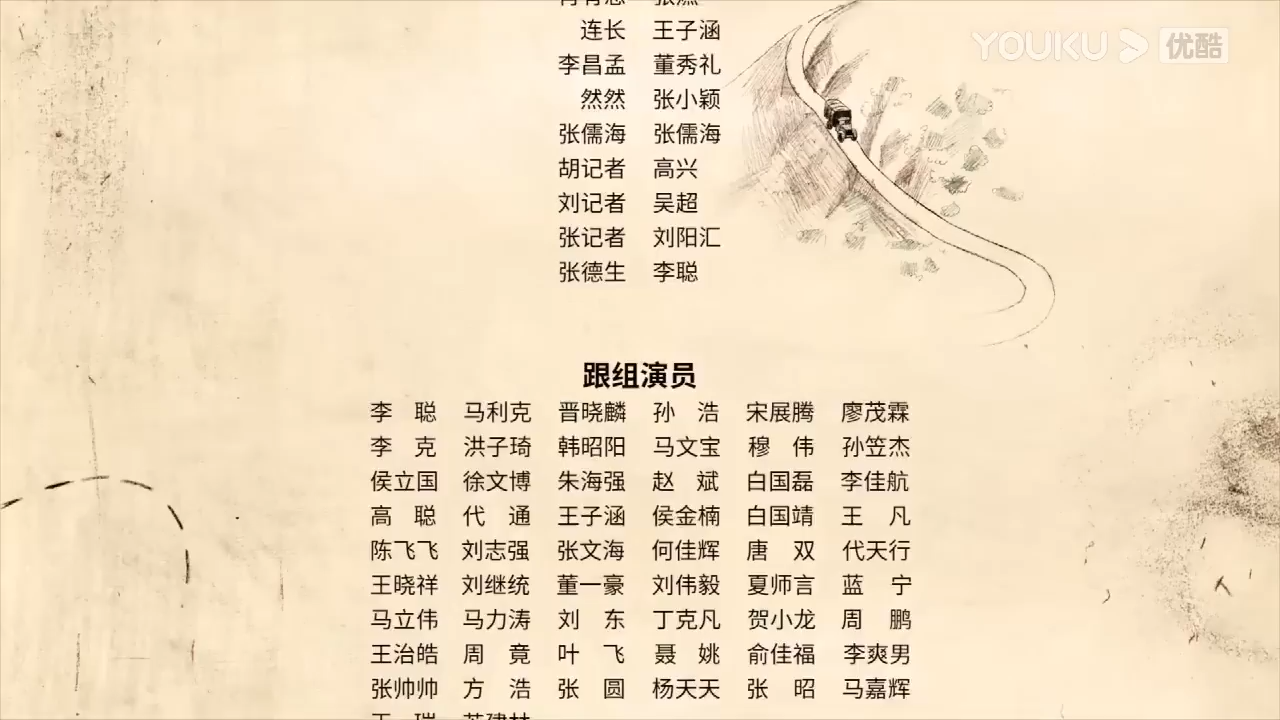 YOUKU 优酷
连长 王子涵
李昌孟 董秀礼
然然 张小颖
张儒海 张儒海
胡记者 高兴
刘记者 吴超
张记者 刘阳汇
张德生 李聪
跟组演员
李 聪 马利克 晋晓麟 孙 浩 宋展腾 廖茂霖
李 克 洪子琦 韩昭阳 马文宝 穆 伟 孙笠杰
侯立国 徐文博 朱海强 赵 斌 白国磊 李佳航
高 聪 代 通 王子涵 侯金楠 白国靖 王 凡
陈飞飞 刘志强 张文海 何佳辉 唐 双 代天行
王晓祥 刘继统 董一豪 刘伟毅 夏师言 蓝 宁
马立伟 马力涛 刘 东 丁克凡 贺小龙 周 鹏
王治皓 周 竟 叶 飞 聂 姚 俞佳福 李爽男
张帅帅 方 浩 张 圆 杨天天 张 昭 马嘉辉